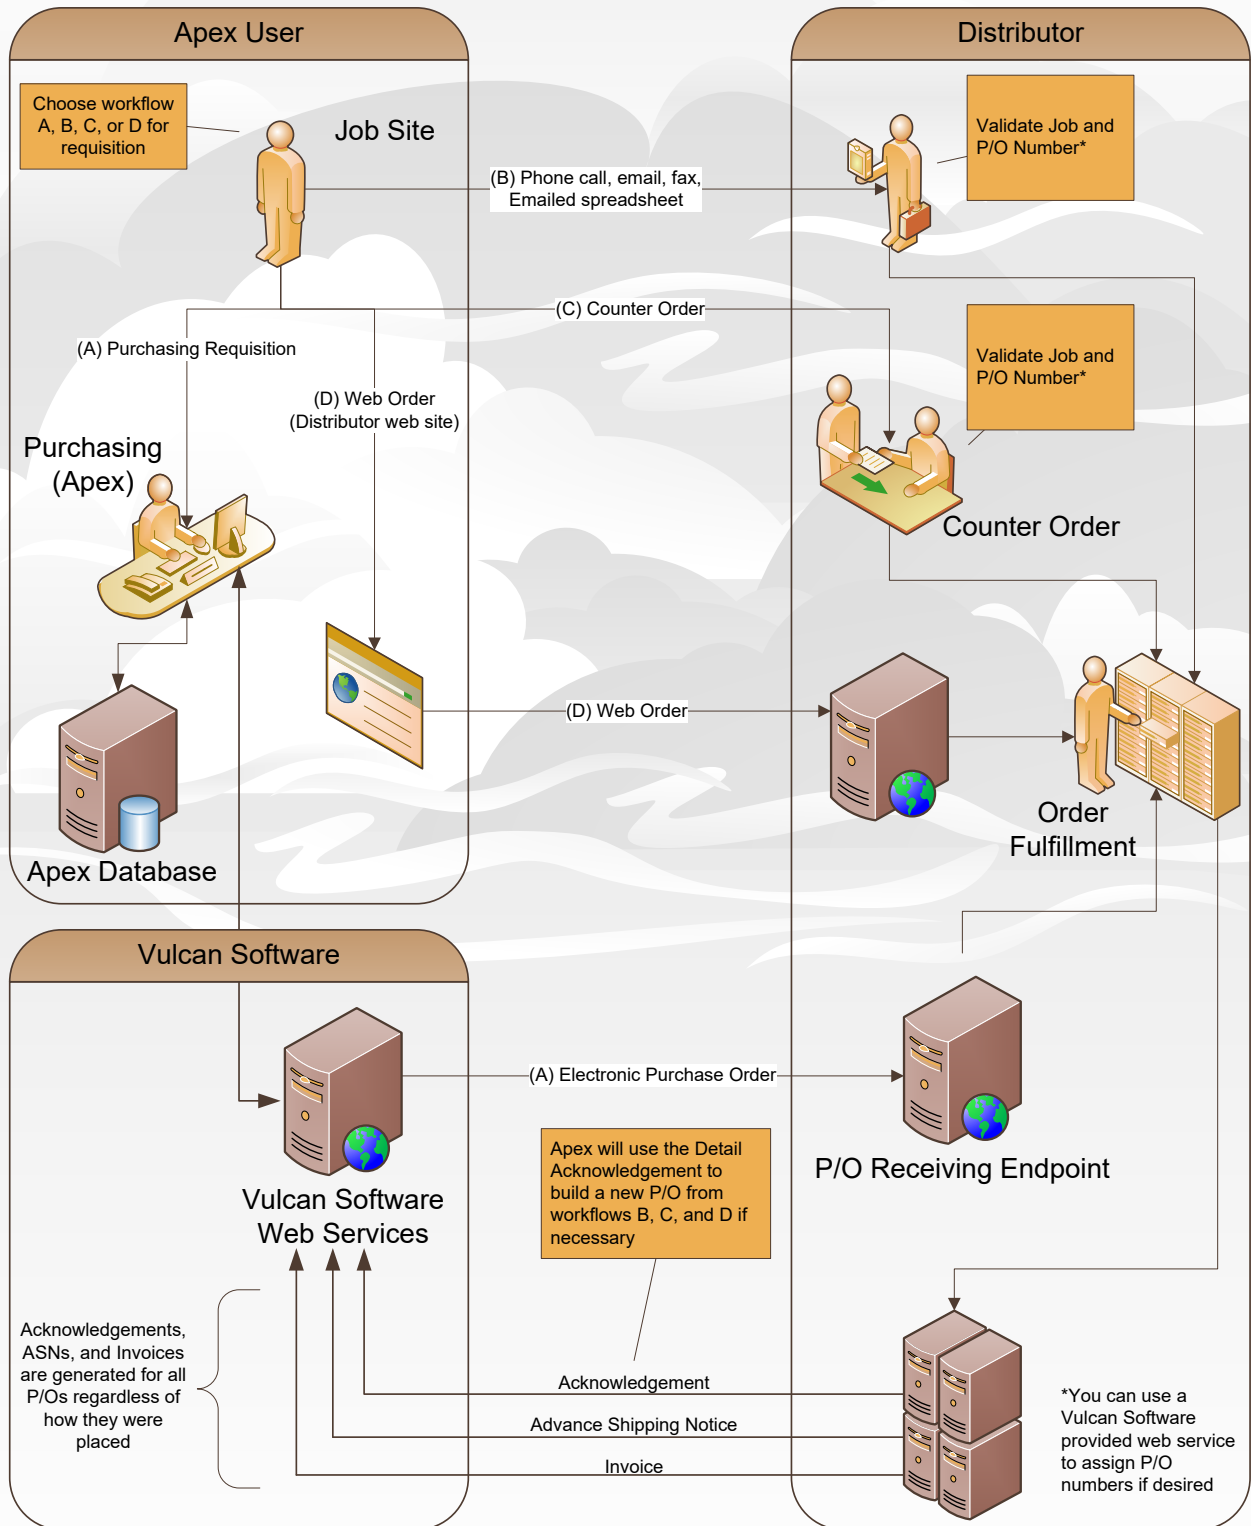 Apex User
Distributor
Choose workflow
A, B, C, or D for
requisition
Job Site
Validate Job and
P/O Number*
(B) Phone call, email, fax,
Emailed spreadsheet
(C) Counter Order
(A) Purchasing Requisition
Validate Job and
P/O Number*
(D) Web Order
(Distributor web site)
Purchasing
(Apex)
Counter Order
(D) Web Order
Order
Fulfillment
Apex Database
Vulcan Software
(A) Electronic Purchase Order
Apex will use the Detail
Acknowledgement to
build a new P/O from
workflows B, C, and D if
necessary
P/O Receiving Endpoint
Vulcan Software
Web Services
Acknowledgements,
ASNs, and Invoices
are generated for all
P/Os regardless of
how they were
placed
Acknowledgement
Advance Shipping Notice
Invoice
*You can use a
Vulcan Software
provided web service
to assign P/O
numbers if desired